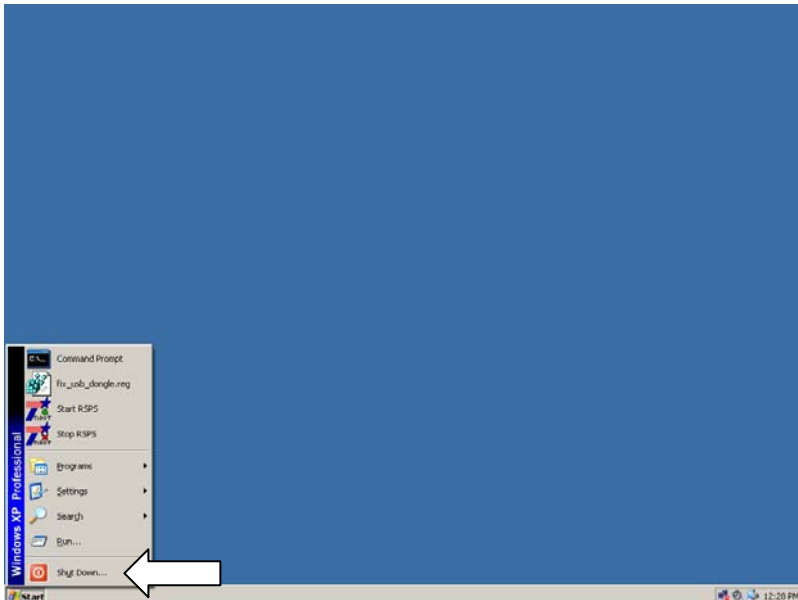 Command Prompt
fix_usb_dongle.reg
Start RSPS
Stop RSPS
Programs
Settings
Search
Run...
Shut Down...
Windows XP Professional
Start
12:28 PM